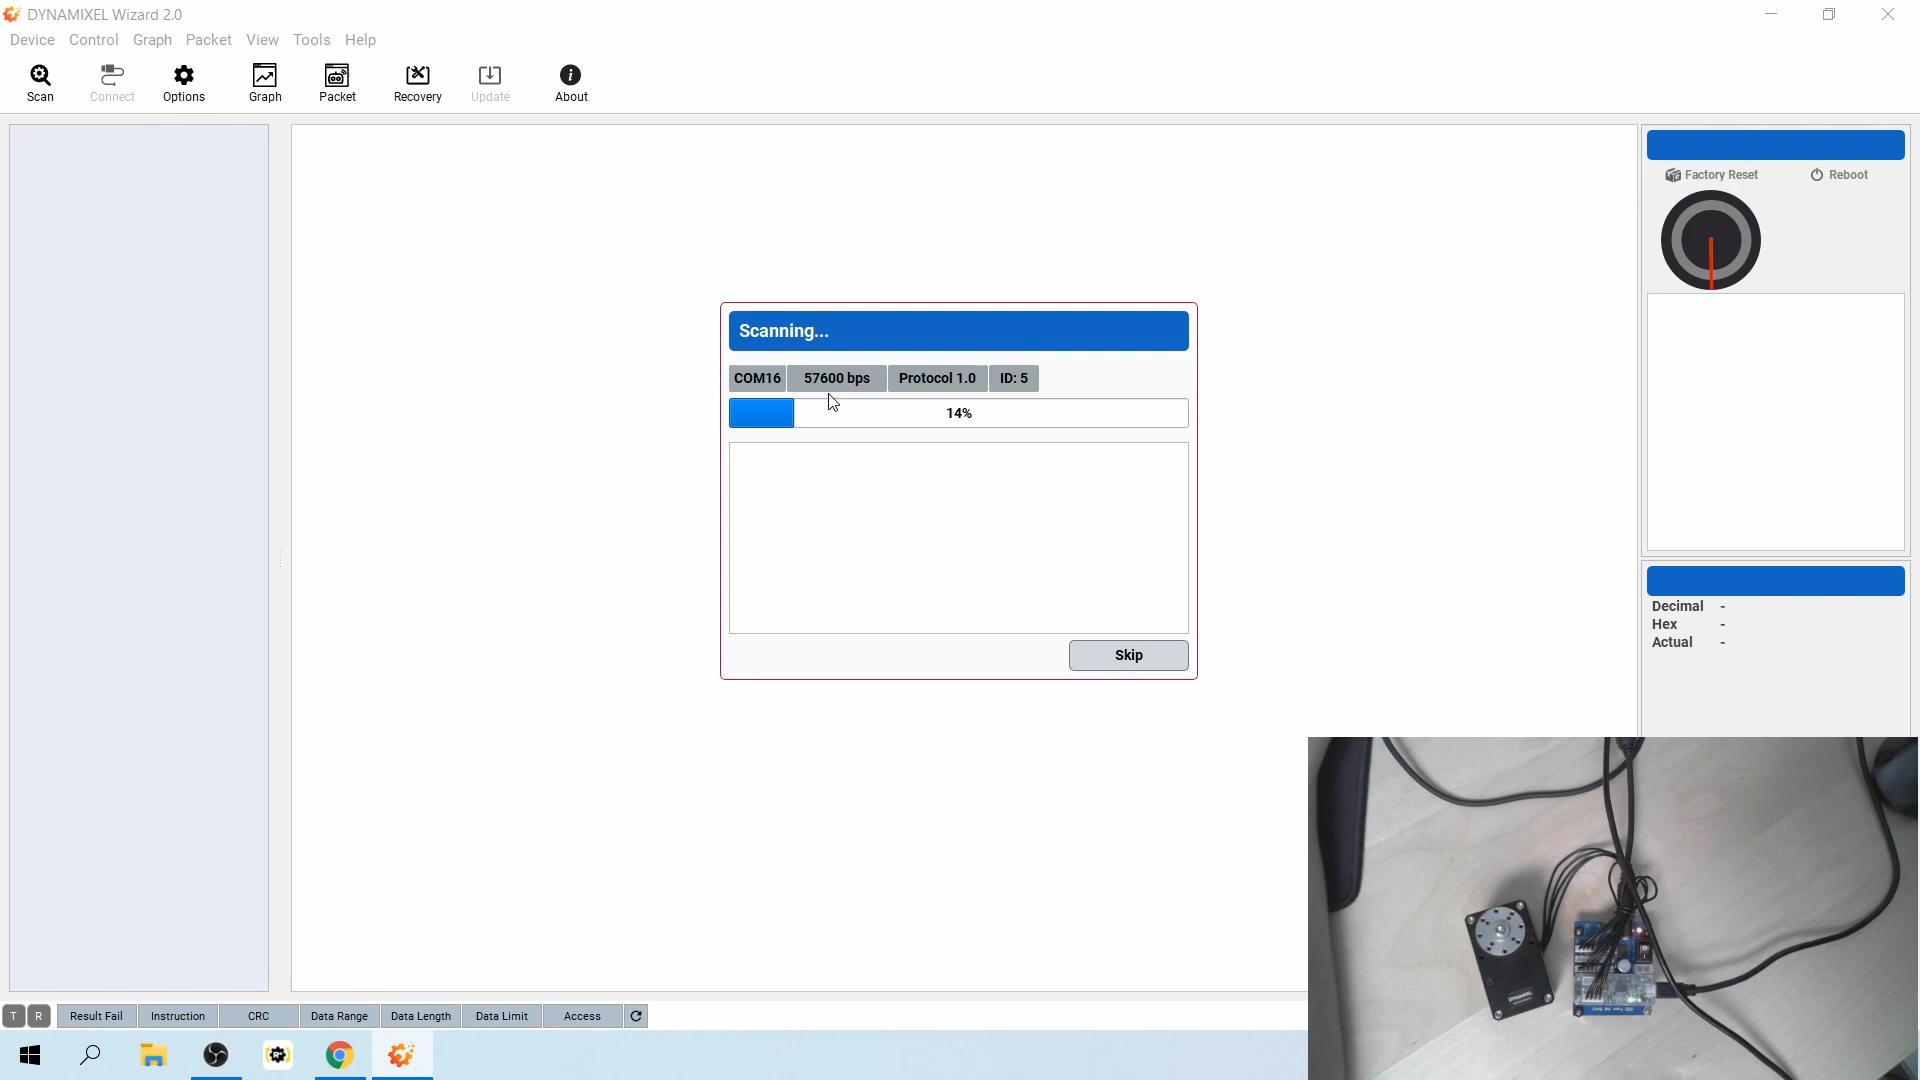 DYNAMIXEL Wizard 2.0
Device Control Graph Packet View Tools Help
Scan Connect Options Graph Packet Recovery Update About
Factory Reset Reboot
Scanning...
COM16 57600 bps Protocol 1.0 ID: 5
14%
Skip
Decimal -
Hex -
Actual -
T R Result Fail Instruction CRC Data Range Data Length Data Limit Access